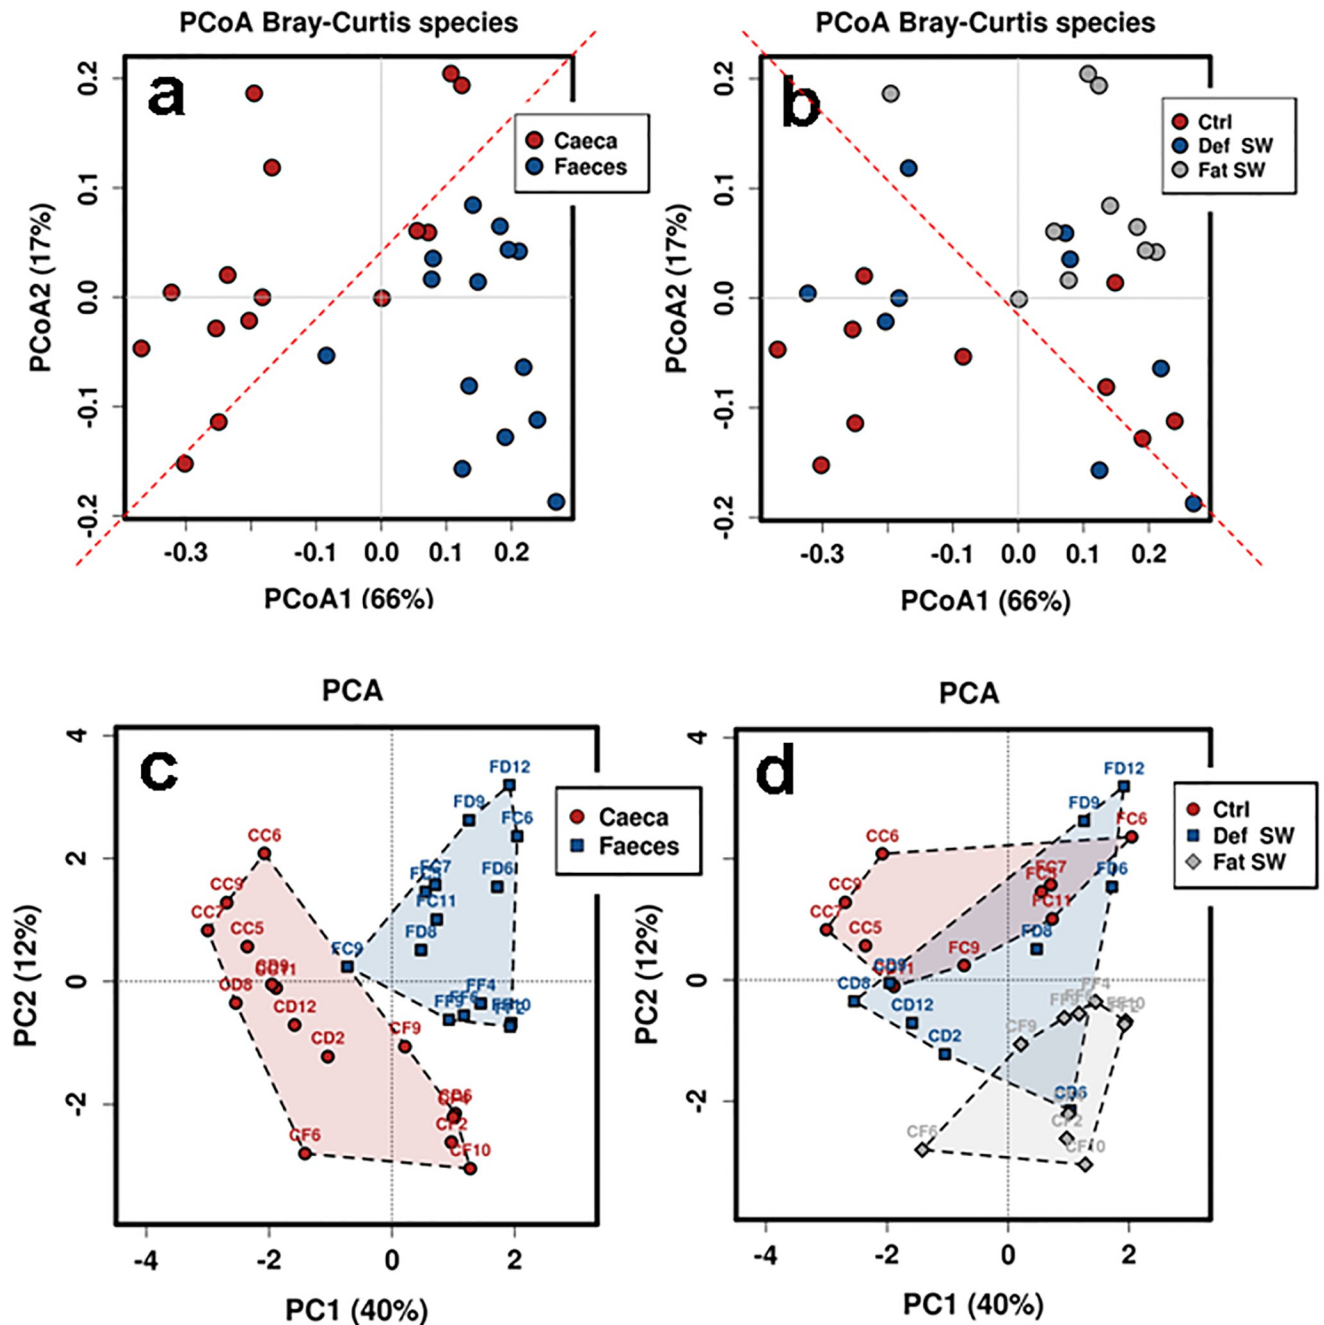 PCoA Bray-Curtis species
a
Caeca
Faeces
PCoA2 (17%)
0.2
0.1
0.0
-0.1
-0.2
-0.3
-0.1
0.0
0.1
0.2
PCoA1 (66%)
PCoA Bray-Curtis species
b
Ctrl
Def SW
Fat SW
PCoA2 (17%)
0.2
0.1
0.0
-0.1
-0.2
-0.3
-0.1
0.0
0.1
0.2
PCoA1 (66%)
PCA
c
Caeca
Faeces
PC2 (12%)
4
2
0
-2
FD12
FD9
FC6
CC6
FC7
FD6
CC9
FC11
CC7
CC5
FD8
FC9
CD8
FF4
CD12
CF9
CD2
CF2
CF6
CF10
-4
-2
0
2
PC1 (40%)
PCA
d
Ctrl
Def SW
Fat SW
PC2 (12%)
4
2
0
-2
FD12
FD9
FC6
CC6
FC7
FD6
CC9
FC11
CC7
CC5
FD8
FC9
CD9
CD8
FF4
CD12
CF9
CD2
CD6
CF2
CF6
CF10
-4
-2
0
2
PC1 (40%)